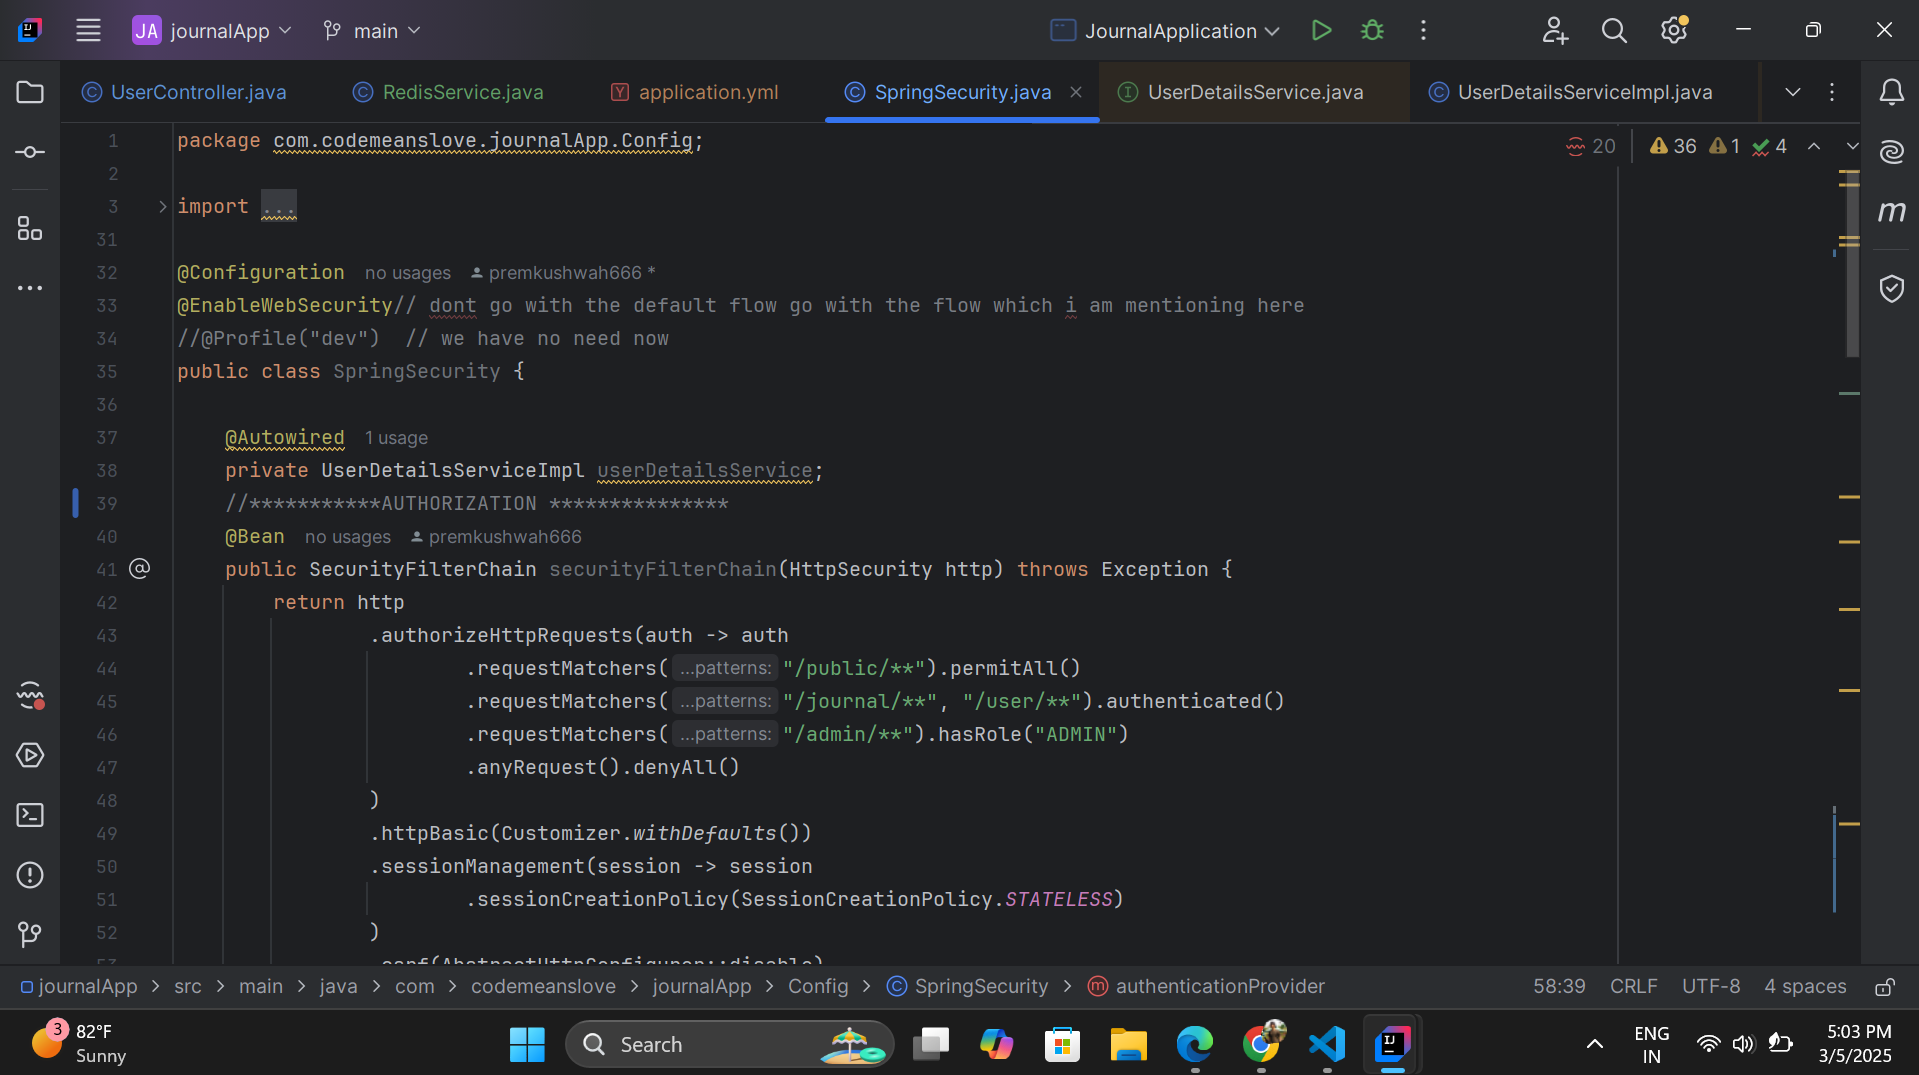 JA journalApp main JournalApplication
UserController.java RedisService.java Y application.yml SpringSecurity.java UserDetailsService.java UserDetailsServiceImpl.java
20 36 1 4
1 package com.codemeanslove.journalApp.Config;
2
3 import ...
31
32 @Configuration no usages premkushwah666 *
33 @EnableWebSecurity// dont go with the default flow go with the flow which i am mentioning here
34 //@Profile("dev")  // we have no need now
35 public class SpringSecurity {
36
37 @Autowired 1 usage
38 private UserDetailsServiceImpl userDetailsService;
39 //***********AUTHORIZATION ***************
40 @Bean no usages premkushwah666
41 public SecurityFilterChain securityFilterChain(HttpSecurity http) throws Exception {
42 return http
43 .authorizeHttpRequests(auth -> auth
44 .requestMatchers( ...patterns: "/public/**").permitAll()
45 .requestMatchers( ...patterns: "/journal/**", "/user/**").authenticated()
46 .requestMatchers( ...patterns: "/admin/**").hasRole("ADMIN")
47 .anyRequest().denyAll()
48 )
49 .httpBasic(Customizer.withDefaults())
50 .sessionManagement(session -> session
51 .sessionCreationPolicy(SessionCreationPolicy.STATELESS)
52 )
53 .csrf(AbstractHttpConfigurer::disable)
journalApp > src > main > java > com > codemeanslove > journalApp > Config > SpringSecurity > authenticationProvider 58:39 CRLF UTF-8 4 spaces
3 82°F
Sunny
Search
ENG
IN
5:03 PM
3/5/2025